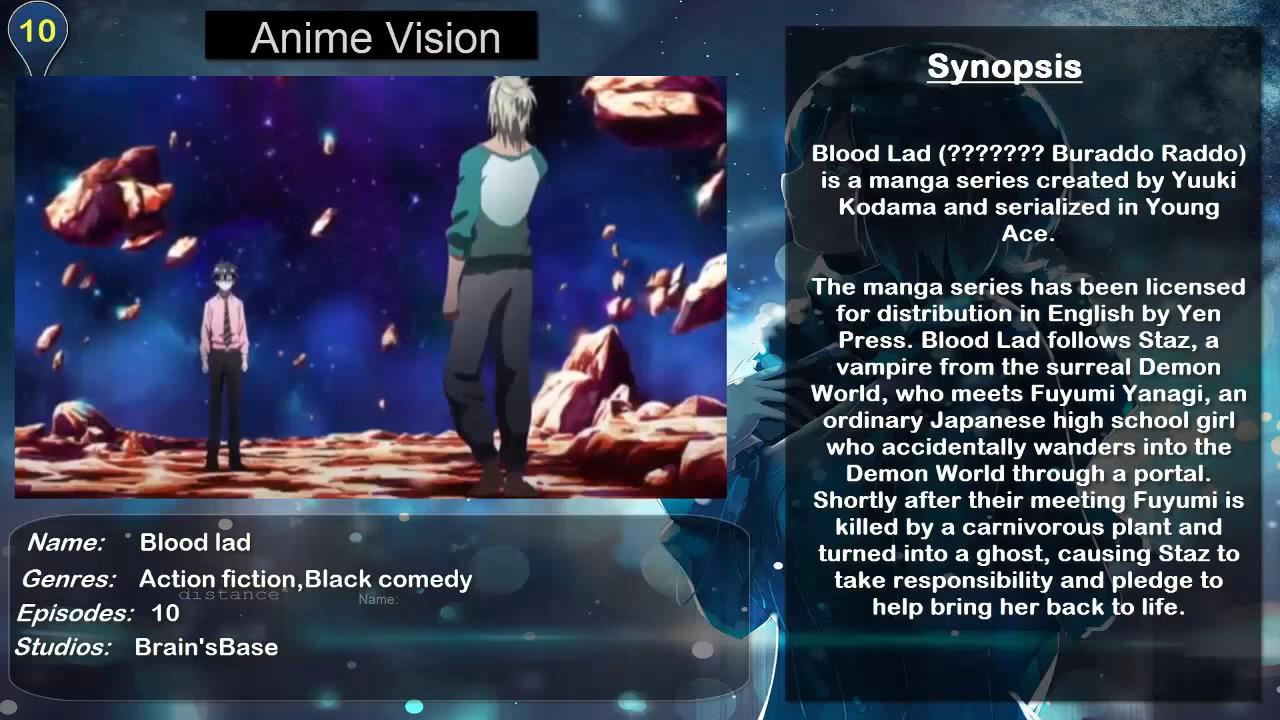 10
Anime Vision
Synopsis
Blood Lad (??????? Buraddo Raddo)
is a manga series created by Yuuki
Kodama and serialized in Young
Ace.
The manga series has been licensed
for distribution in English by Yen
Press. Blood Lad follows Staz, a
vampire from the surreal Demon
World, who meets Fuyumi Yanagi, an
ordinary Japanese high school girl
who accidentally wanders into the
Demon World through a portal.
Shortly after their meeting Fuyumi is
killed by a carnivorous plant and
turned into a ghost, causing Staz to
take responsibility and pledge to
help bring her back to life.
Name: Blood lad
Genres: Action fiction,Black comedy
distance*
Name:
Episodes: 10
Studios: Brain'sBase